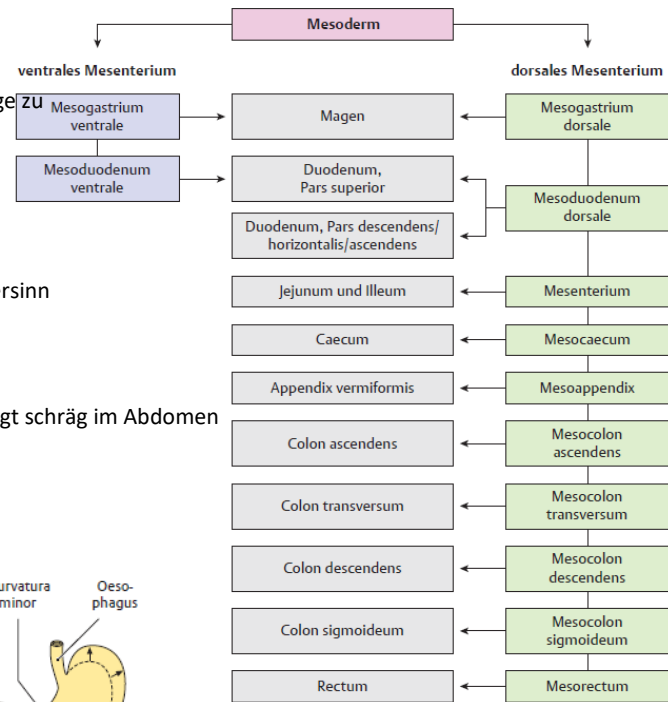 Mesoderm
ventrales Mesenterium
dorsales Mesenterium
ge zu
Mesogastrium
ventrale
Magen
Mesogastrium
dorsale
Mesoduodenum
ventrale
Duodenum,
Pars superior
Mesoduodenum
dorsale
Duodenum, Pars descendens/
horizontalis/ascendens
ersinn
Jejunum und Illeum
Mesenterium
Caecum
Mesocaecum
Appendix vermiformis
Mesoappendix
gt schräg im Abdomen
Colon ascendens
Mesocolon
ascendens
Colon transversum
Mesocolon
transversum
Colon descendens
Mesocolon
descendens
urvatura
minor
Oeso-
phagus
Colon sigmoideum
Mesocolon
sigmoideum
Rectum
Mesorectum